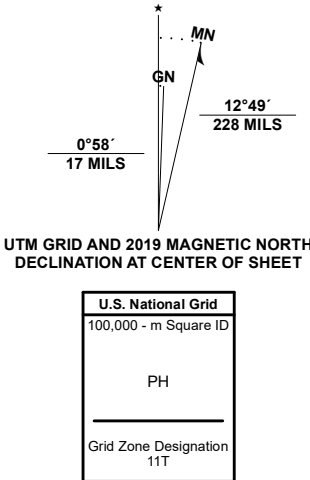 ★
MN
GN
0°58´
17 MILS
12°49´
228 MILS
UTM GRID AND 2019 MAGNETIC NORTH
DECLINATION AT CENTER OF SHEET
U.S. National Grid
100,000 - m Square ID
PH
Grid Zone Designation
11T